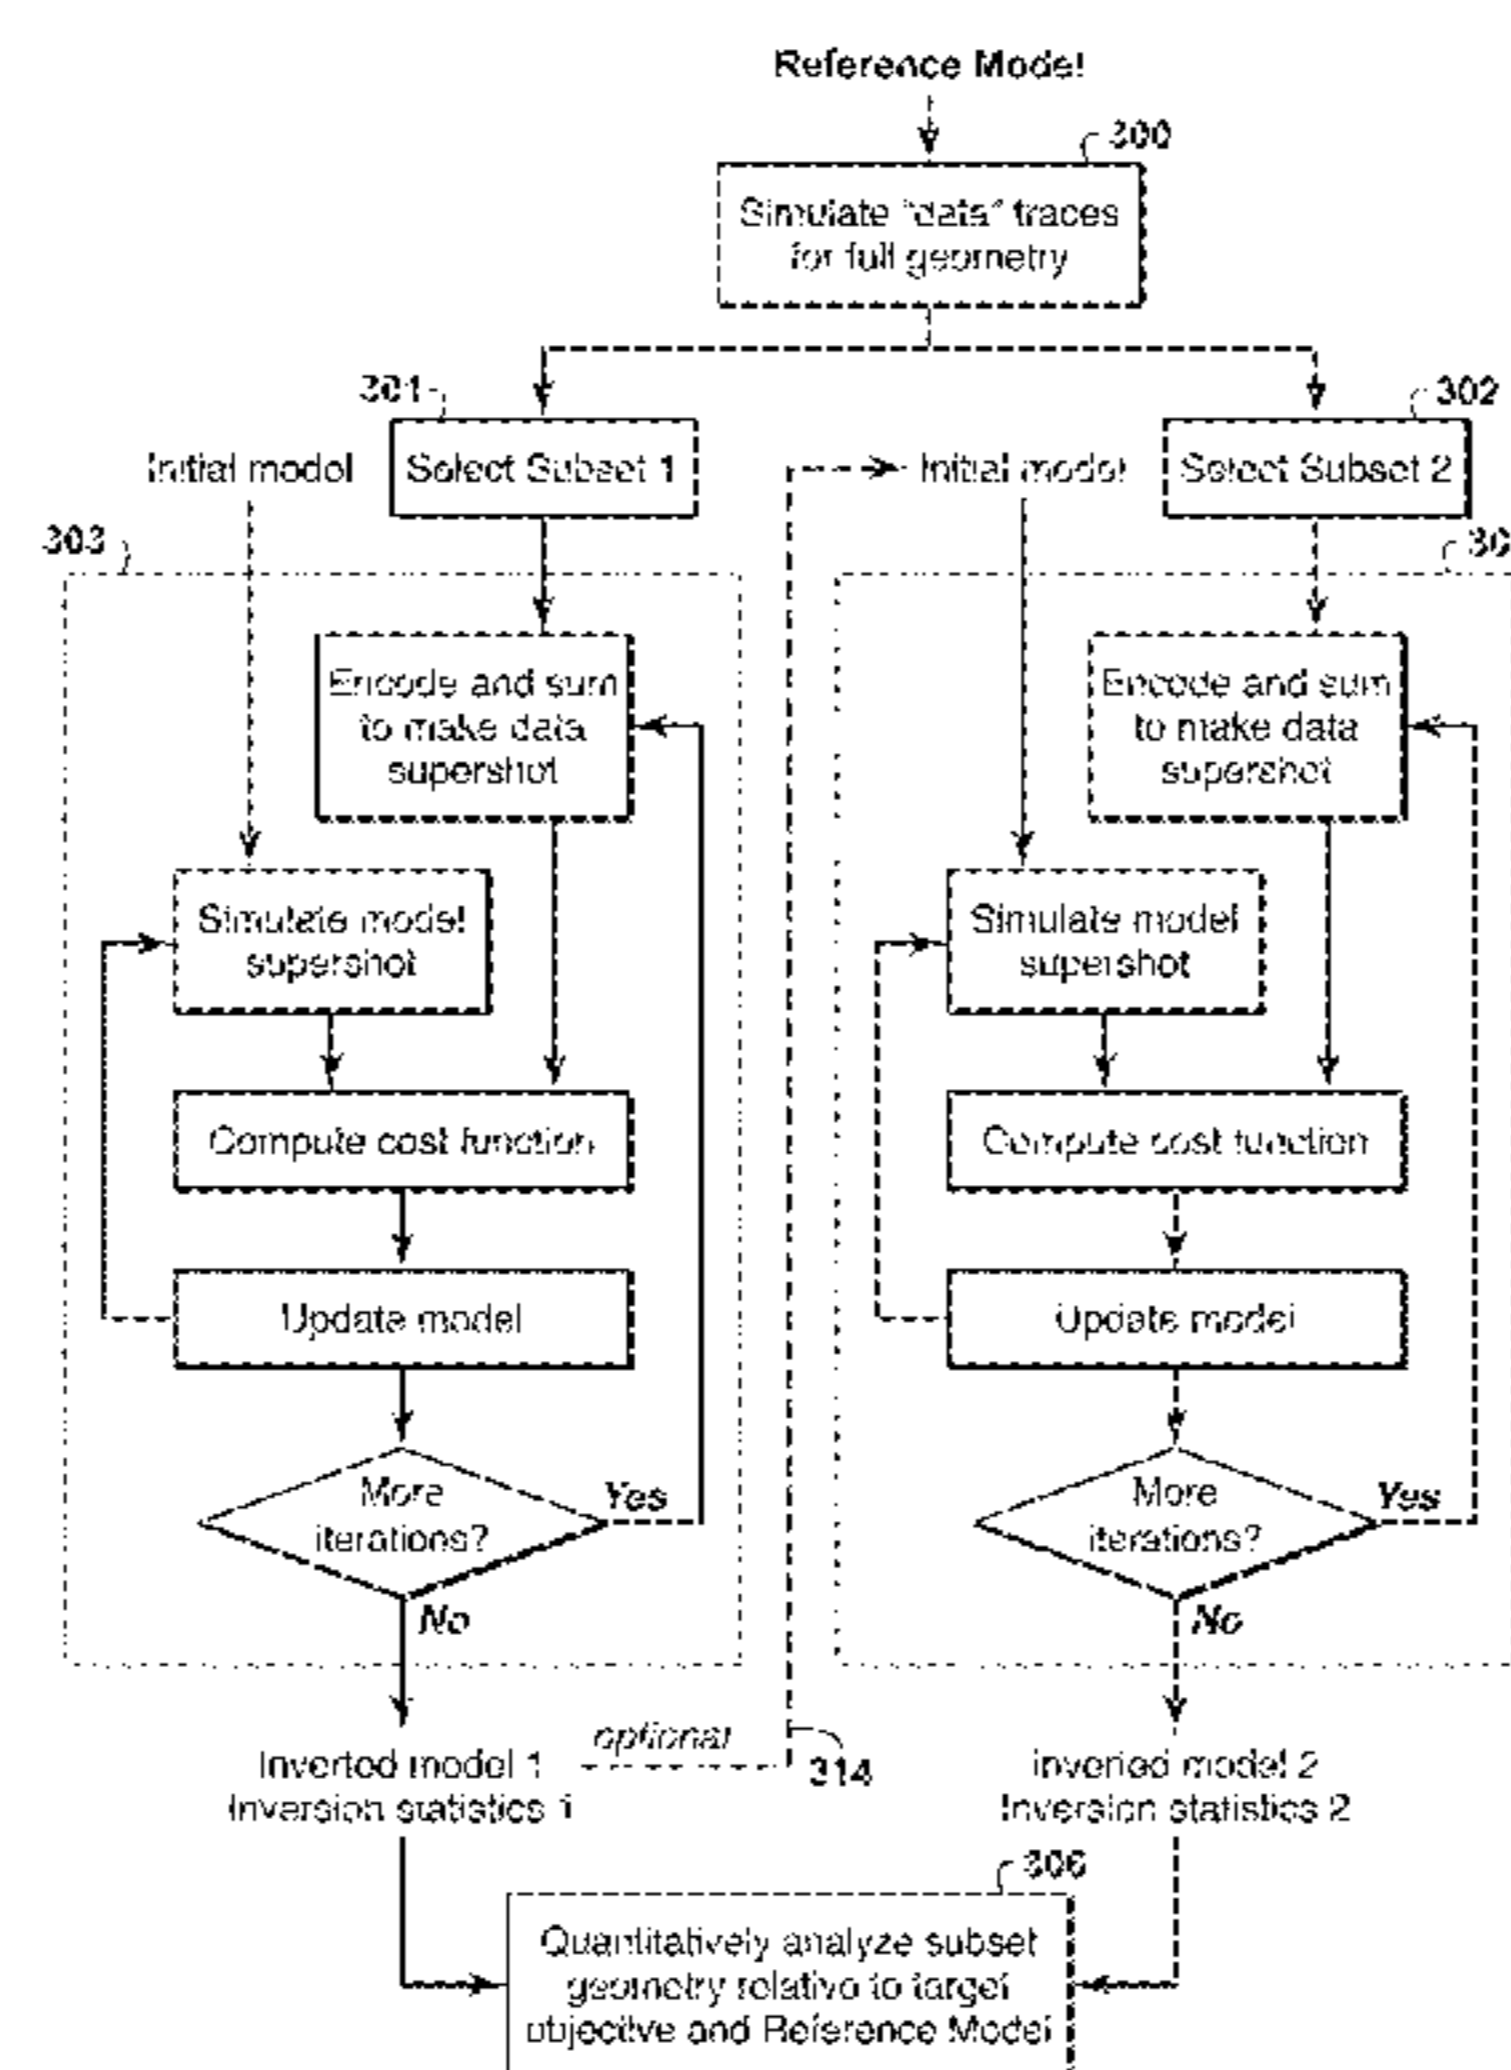 Reference Model
300
Simulate "data" traces
for full geometry
301
302
Initial model
Select Subset 1
Initial model
Select Subset 2
303
30
Encode and sum
to make data
supershot
Encode and sum
to make data
supershot
Simulate model
supershot
Simulate model
supershot
Compute cost function
Compute cost function
Update model
Update model
More
iterations?
Yes
No
More
iterations?
Yes
No
optional
314
Inverted model 1
Inversion statistics 1
Inverted model 2
Inversion statistics 2
306
Quantitatively analyze subset
geometry relative to target
objective and Reference Model